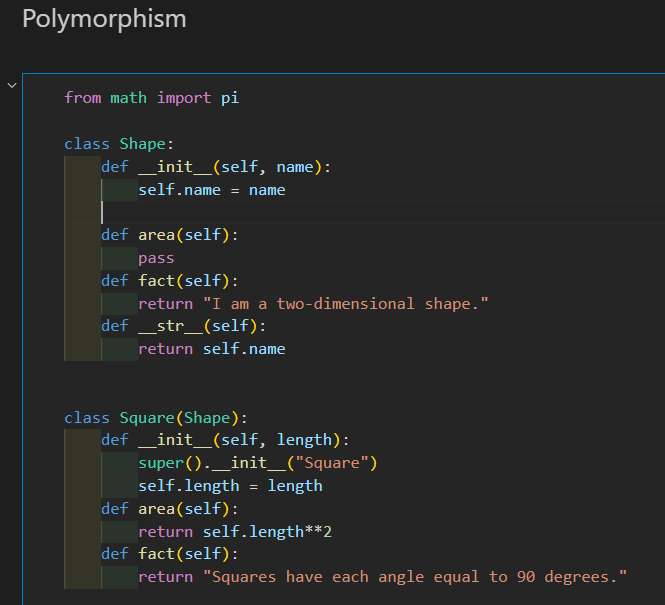 Polymorphism
from math import pi
class Shape:
    def __init__(self, name):
        self.name = name
    def area(self):
        pass
    def fact(self):
        return "I am a two-dimensional shape."
    def __str__(self):
        return self.name
class Square(Shape):
    def __init__(self, length):
        super().__init__("Square")
        self.length = length
    def area(self):
        return self.length**2
    def fact(self):
        return "Squares have each angle equal to 90 degrees."